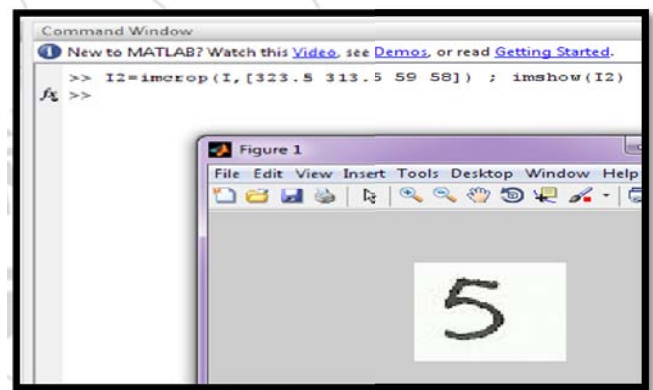 Command Window
New to MATLAB? Watch this Video, see Demos, or read Getting Started.
>> I2=imcrop(I,[323.5 313.5 59 58]) ; imshow(I2)
fx >>
Figure 1
File Edit View Insert Tools Desktop Window Help
5